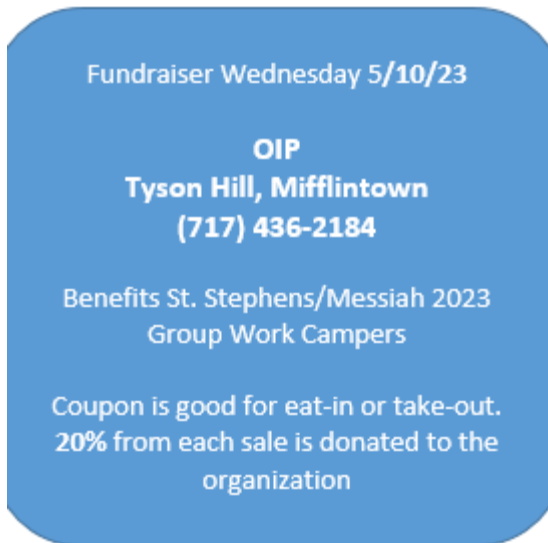 Fundraiser Wednesday 5/10/23
OIP
Tyson Hill, Mifflintown
(717) 436-2184
Benefits St. Stephens/Messiah 2023
Group Work Campers
Coupon is good for eat-in or take-out.
20% from each sale is donated to the
organization